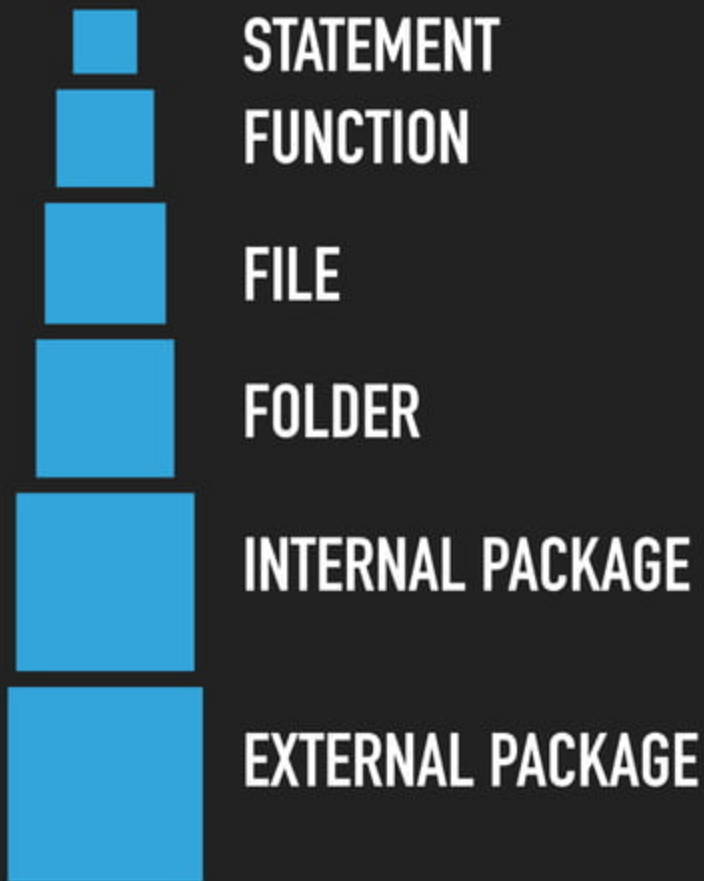 STATEMENT
FUNCTION
FILE
FOLDER
INTERNAL PACKAGE
EXTERNAL PACKAGE